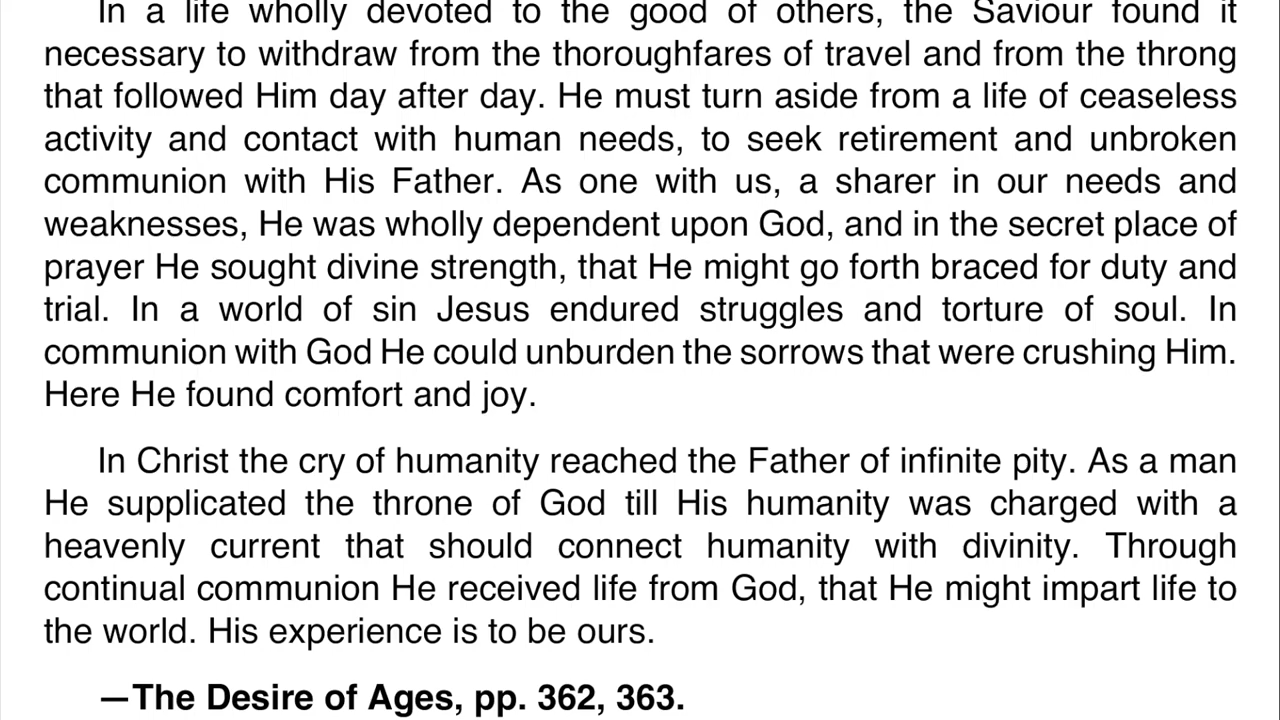 In a life wholly devoted to the good of others, the Saviour found it
necessary to withdraw from the thoroughfares of travel and from the throng
that followed Him day after day. He must turn aside from a life of ceaseless
activity and contact with human needs, to seek retirement and unbroken
communion with His Father. As one with us, a sharer in our needs and
weaknesses, He was wholly dependent upon God, and in the secret place of
prayer He sought divine strength, that He might go forth braced for duty and
trial. In a world of sin Jesus endured struggles and torture of soul. In
communion with God He could unburden the sorrows that were crushing Him.
Here He found comfort and joy.
In Christ the cry of humanity reached the Father of infinite pity. As a man
He supplicated the throne of God till His humanity was charged with a
heavenly current that should connect humanity with divinity. Through
continual communion He received life from God, that He might impart life to
the world. His experience is to be ours.
—The Desire of Ages, pp. 362, 363.